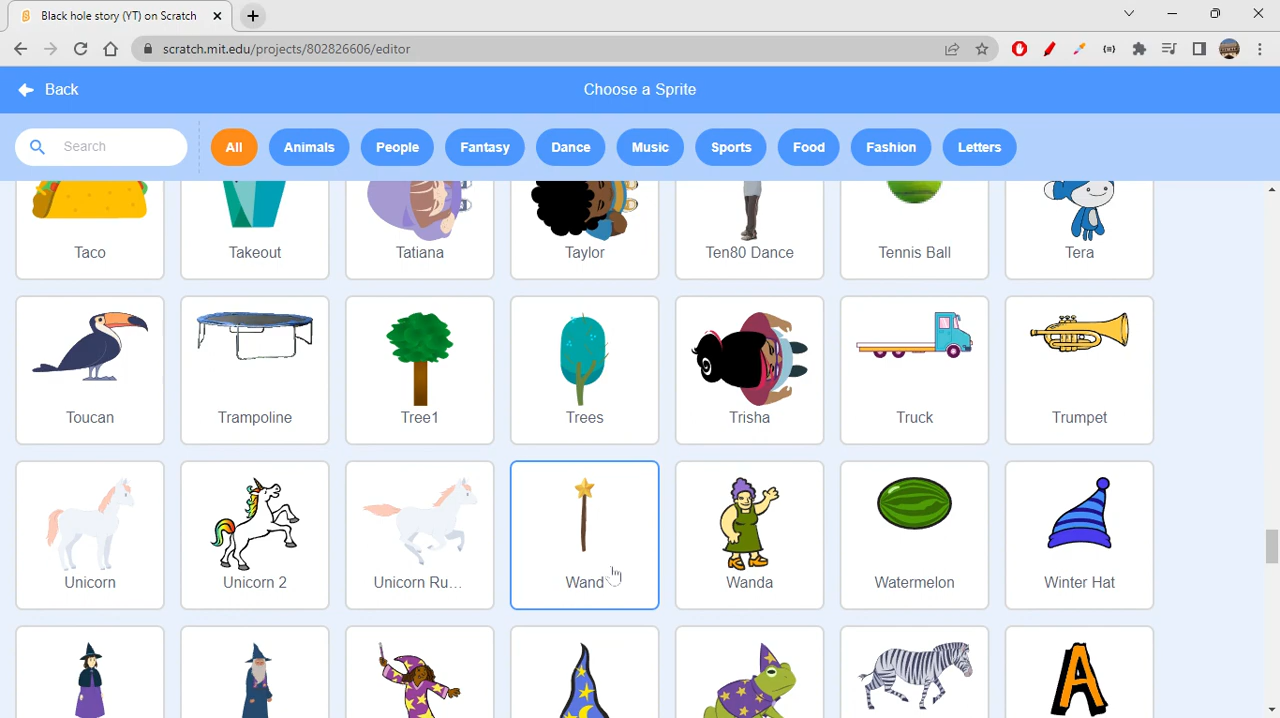 Black hole story (YT) on Scratch
scratch.mit.edu/projects/802826606/editor
Back
Choose a Sprite
Search
All
Animals
People
Fantasy
Dance
Music
Sports
Food
Fashion
Letters
Taco
Takeout
Tatiana
Taylor
Ten80 Dance
Tennis Ball
Tera
Toucan
Trampoline
Tree1
Trees
Trisha
Truck
Trumpet
Unicorn
Unicorn 2
Unicorn Ru...
Wand
Wanda
Watermelon
Winter Hat
A